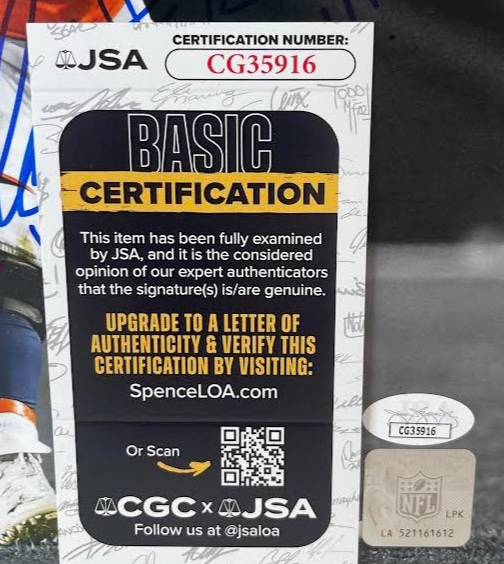 JSA
CERTIFICATION NUMBER:
CG35916
BASIC
CERTIFICATION
This item has been fully examined
by JSA, and it is the considered
opinion of our expert authenticators
that the signature(s) is/are genuine.
UPGRADE TO A LETTER OF
AUTHENTICITY & VERIFY THIS
CERTIFICATION BY VISITING:
SpenceLOA.com
Or Scan
CGC x JSA
Follow us at @jsaloa
CG35916
NFL
LPK
LA 521161612